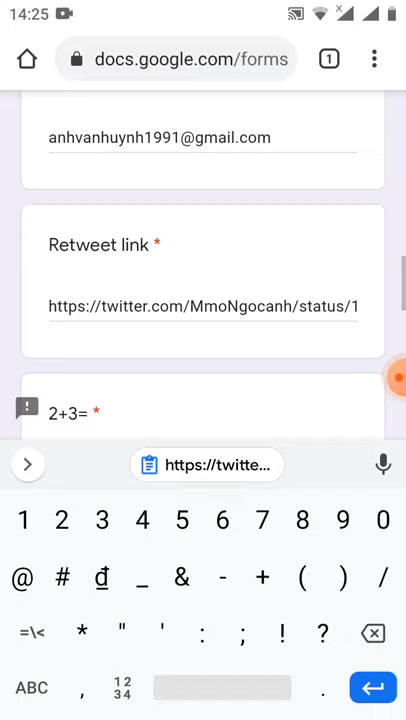 14:25
docs.google.com/forms
1
anhvanhuynh1991@gmail.com
Retweet link *
https://twitter.com/MmoNgocanh/status/1
2+3= *
https://twitte...
1 2 3 4 5 6 7 8 9 0
@ # đ _ & - + ( ) /
=\< * " ' : ; ! ?
ABC , 12 34 .